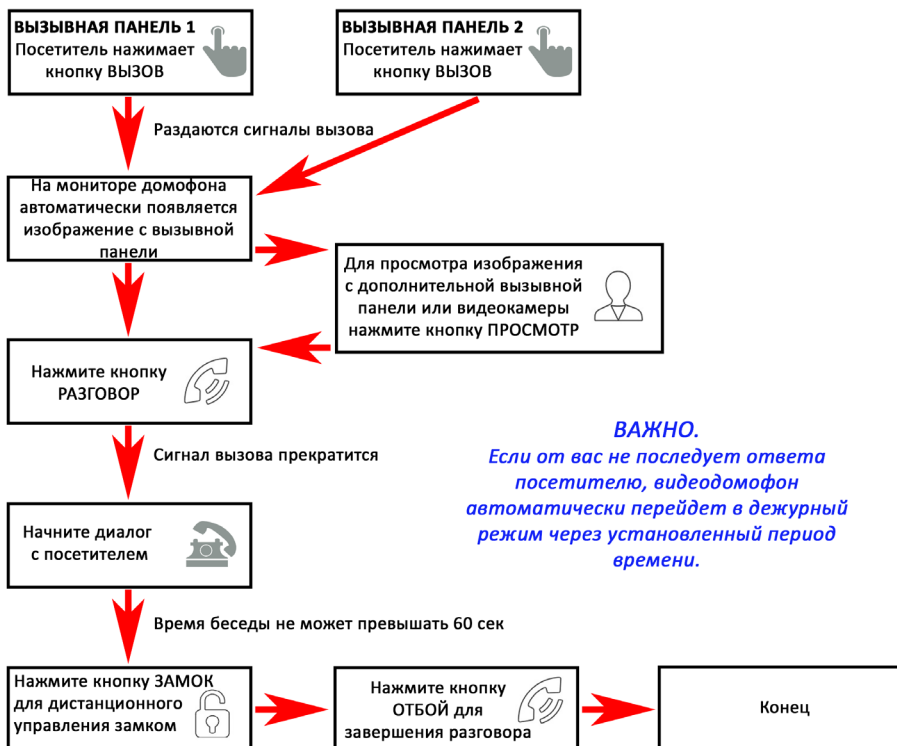 ВЫЗЫВНАЯ ПАНЕЛЬ 1
Посетитель нажимает
кнопку ВЫЗОВ
ВЫЗЫВНАЯ ПАНЕЛЬ 2
Посетитель нажимает
кнопку ВЫЗОВ
Раздаются сигналы вызова
На мониторе домофона
автоматически появляется
изображение с вызывной
панели
Для просмотра изображения
с дополнительной вызывной
панели или видеокамеры
нажмите кнопку ПРОСМОТР
Нажмите кнопку
РАЗГОВОР
Сигнал вызова прекратится
ВАЖНО.
Если от вас не последует ответа
посетителю, видеодомофон
автоматически перейдет в дежурный
режим через установленный период
времени.
Начните диалог
с посетителем
Время беседы не может превышать 60 сек
Нажмите кнопку ЗАМОК
для дистанционного
управления замком
Нажмите кнопку
ОТБОЙ для
завершения разговора
Конец